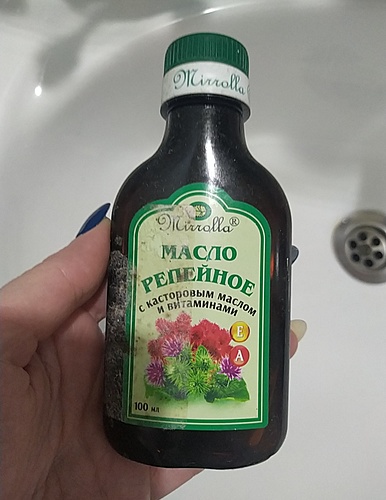 Mirrolla
Mirrolla®
МАСЛО
РЕПЕЙНОЕ
с касторовым маслом
и витаминами
E
A
100 мл